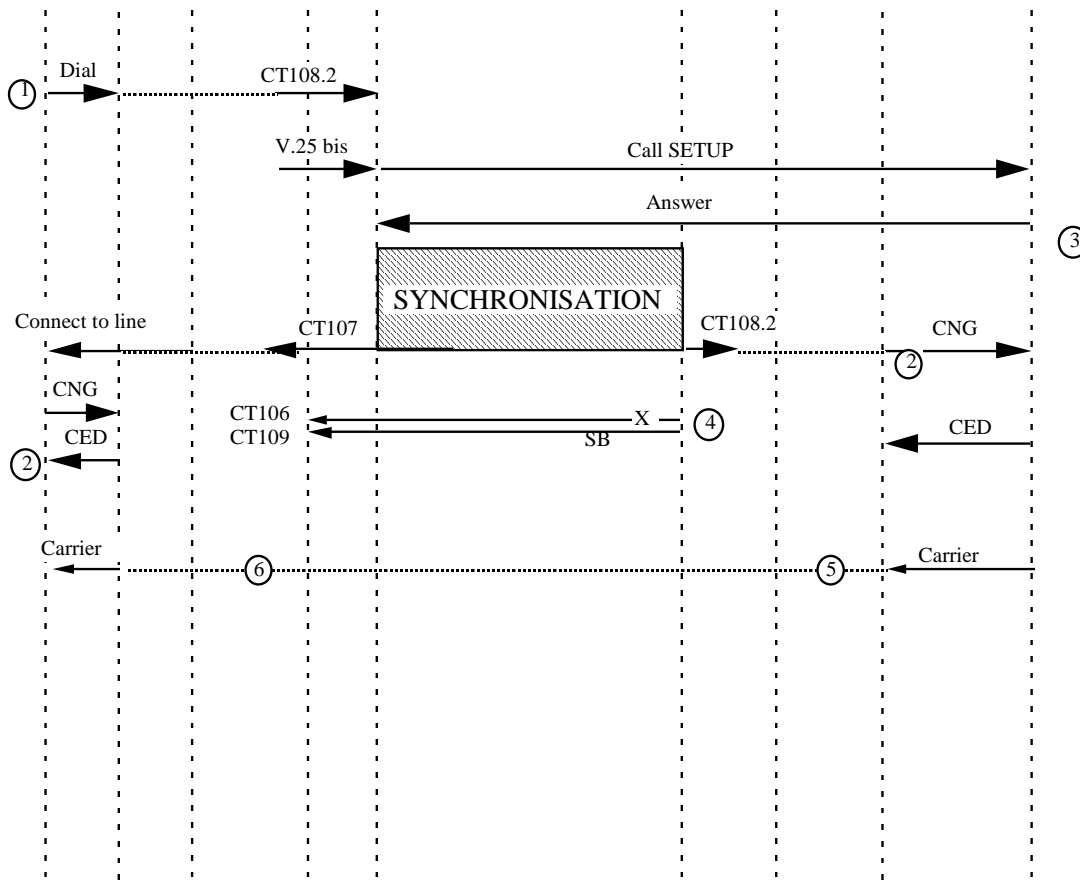 Dial
CT108.2
1
V.25 bis
Call SETUP
Answer
3
SYNCHRONISATION
Connect to line
CT107
CT108.2
CNG
2
CNG
CT106
X
4
CT109
SB
CED
CED
2
Carrier
6
5
Carrier